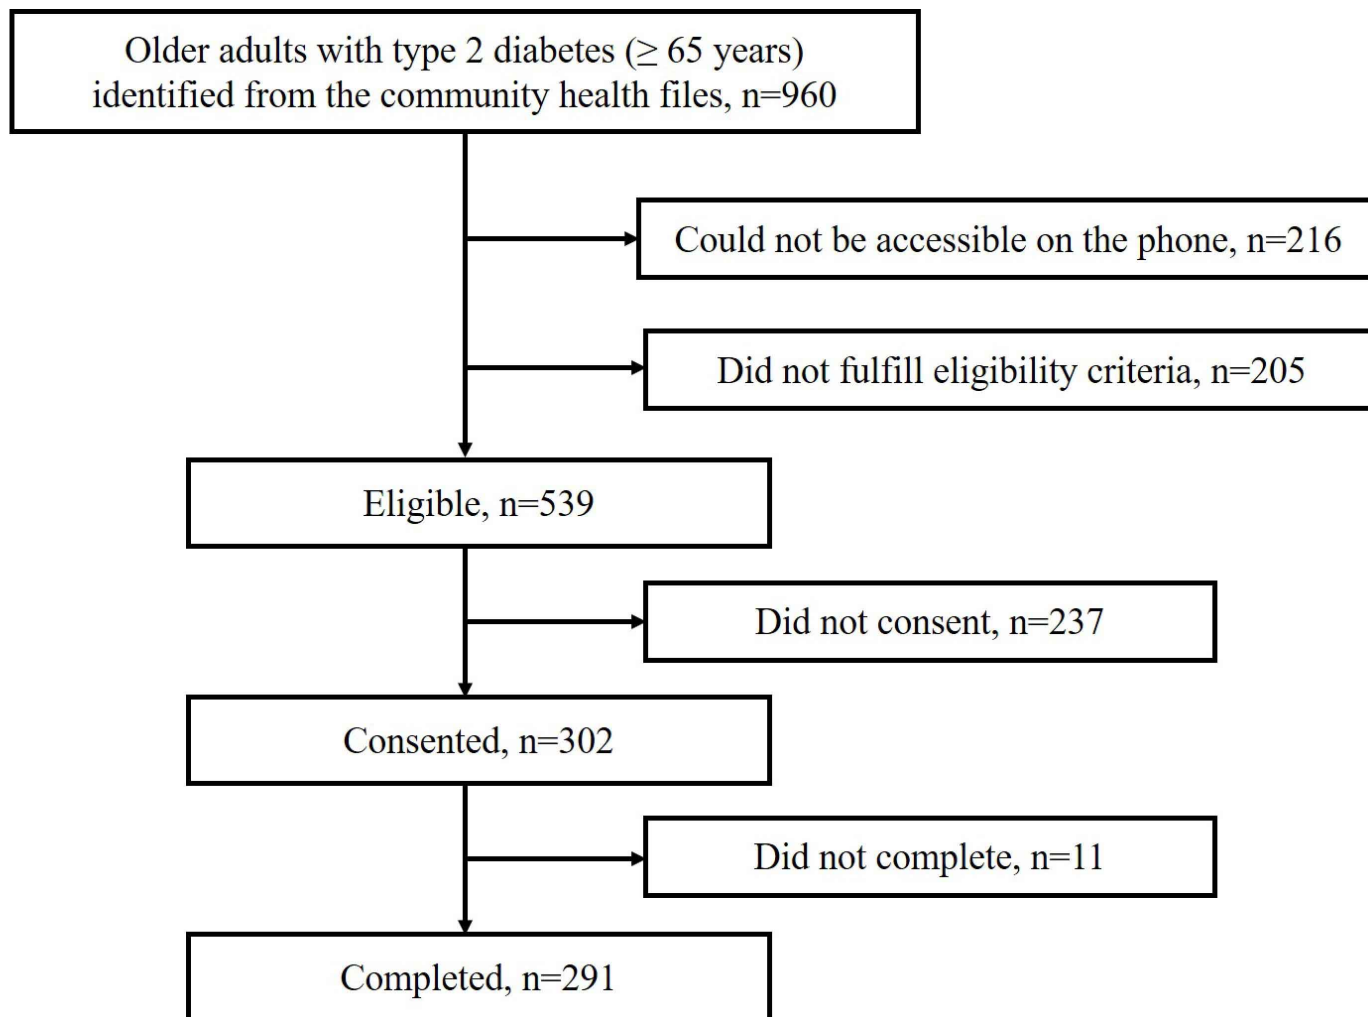 Older adults with type 2 diabetes (≥ 65 years)
identified from the community health files, n=960
Could not be accessible on the phone, n=216
Did not fulfill eligibility criteria, n=205
Eligible, n=539
Did not consent, n=237
Consented, n=302
Did not complete, n=11
Completed, n=291